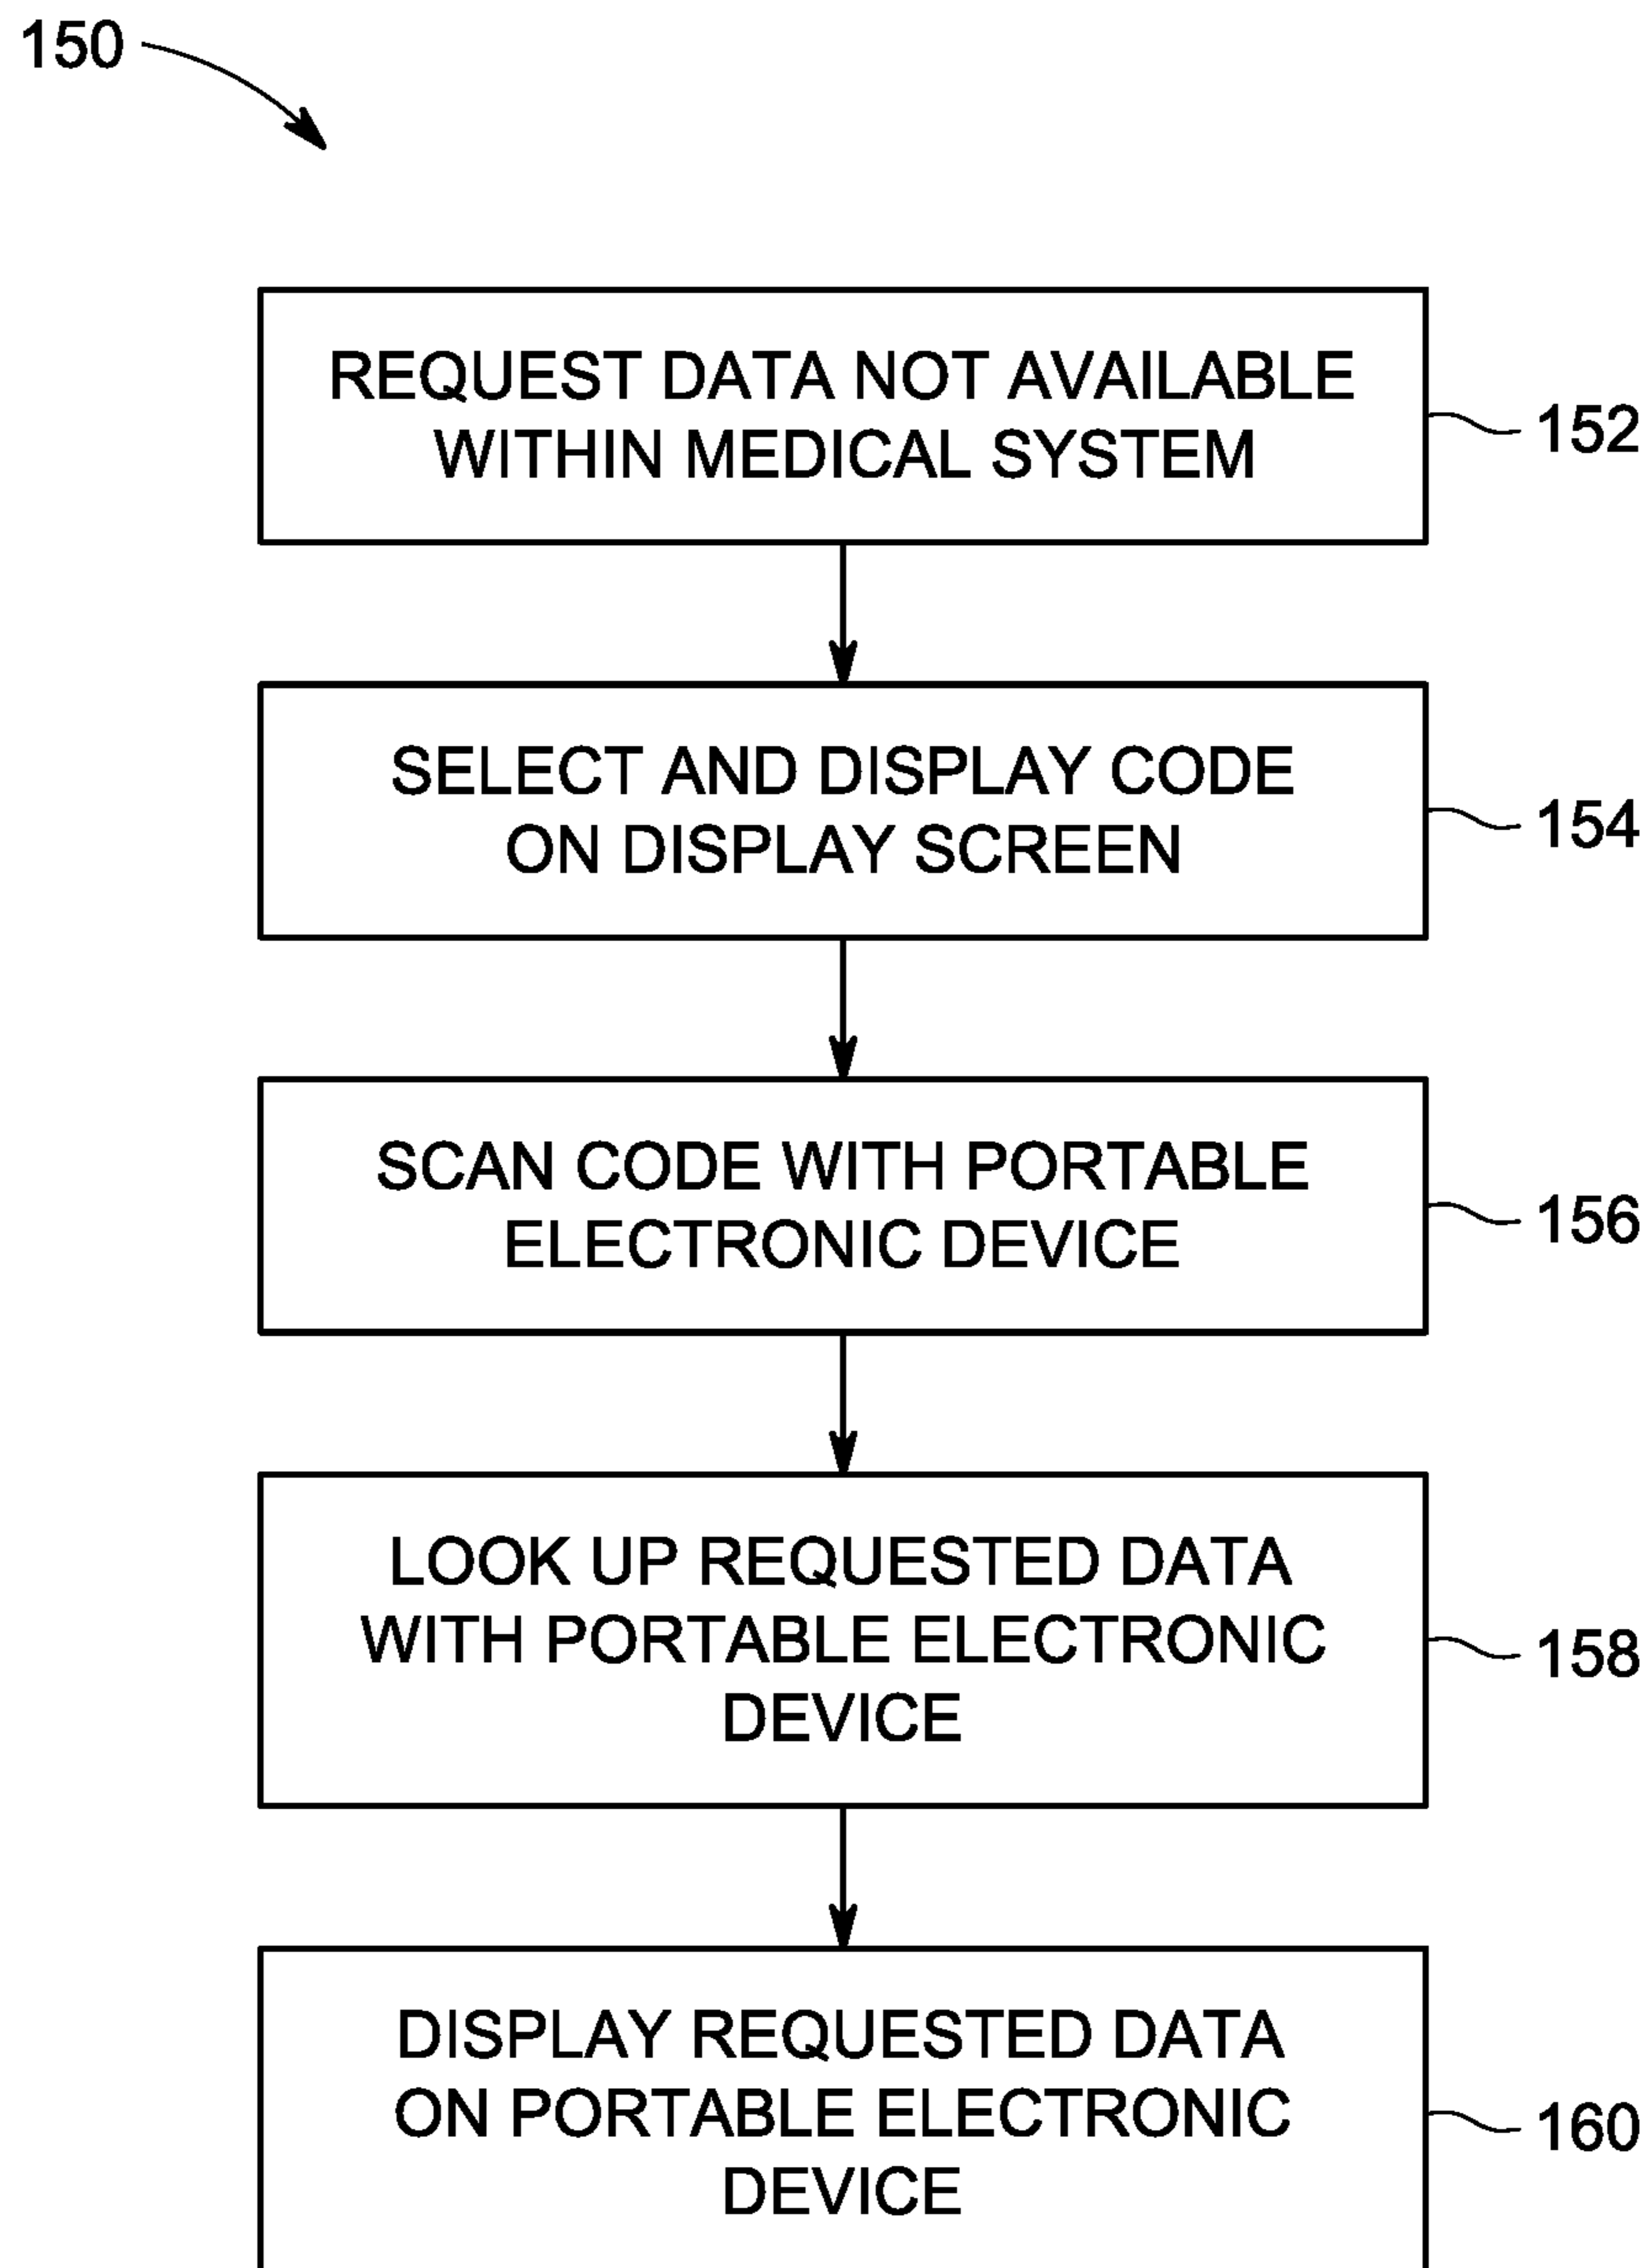 150
REQUEST DATA NOT AVAILABLE
WITHIN MEDICAL SYSTEM
152
SELECT AND DISPLAY CODE
ON DISPLAY SCREEN
154
SCAN CODE WITH PORTABLE
ELECTRONIC DEVICE
156
LOOK UP REQUESTED DATA
WITH PORTABLE ELECTRONIC
DEVICE
158
DISPLAY REQUESTED DATA
ON PORTABLE ELECTRONIC
DEVICE
160